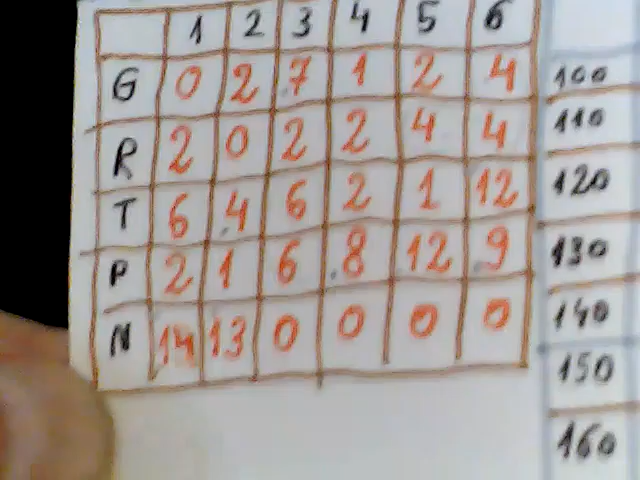 1 2 3 4 5 6
G 0 2 7 1 2 4 100
R 2 0 2 2 4 4 110
T 6 4 6 2 1 12 120
P 2 1 6 8 12 9 130
N 14 13 0 0 0 0 140
150
160